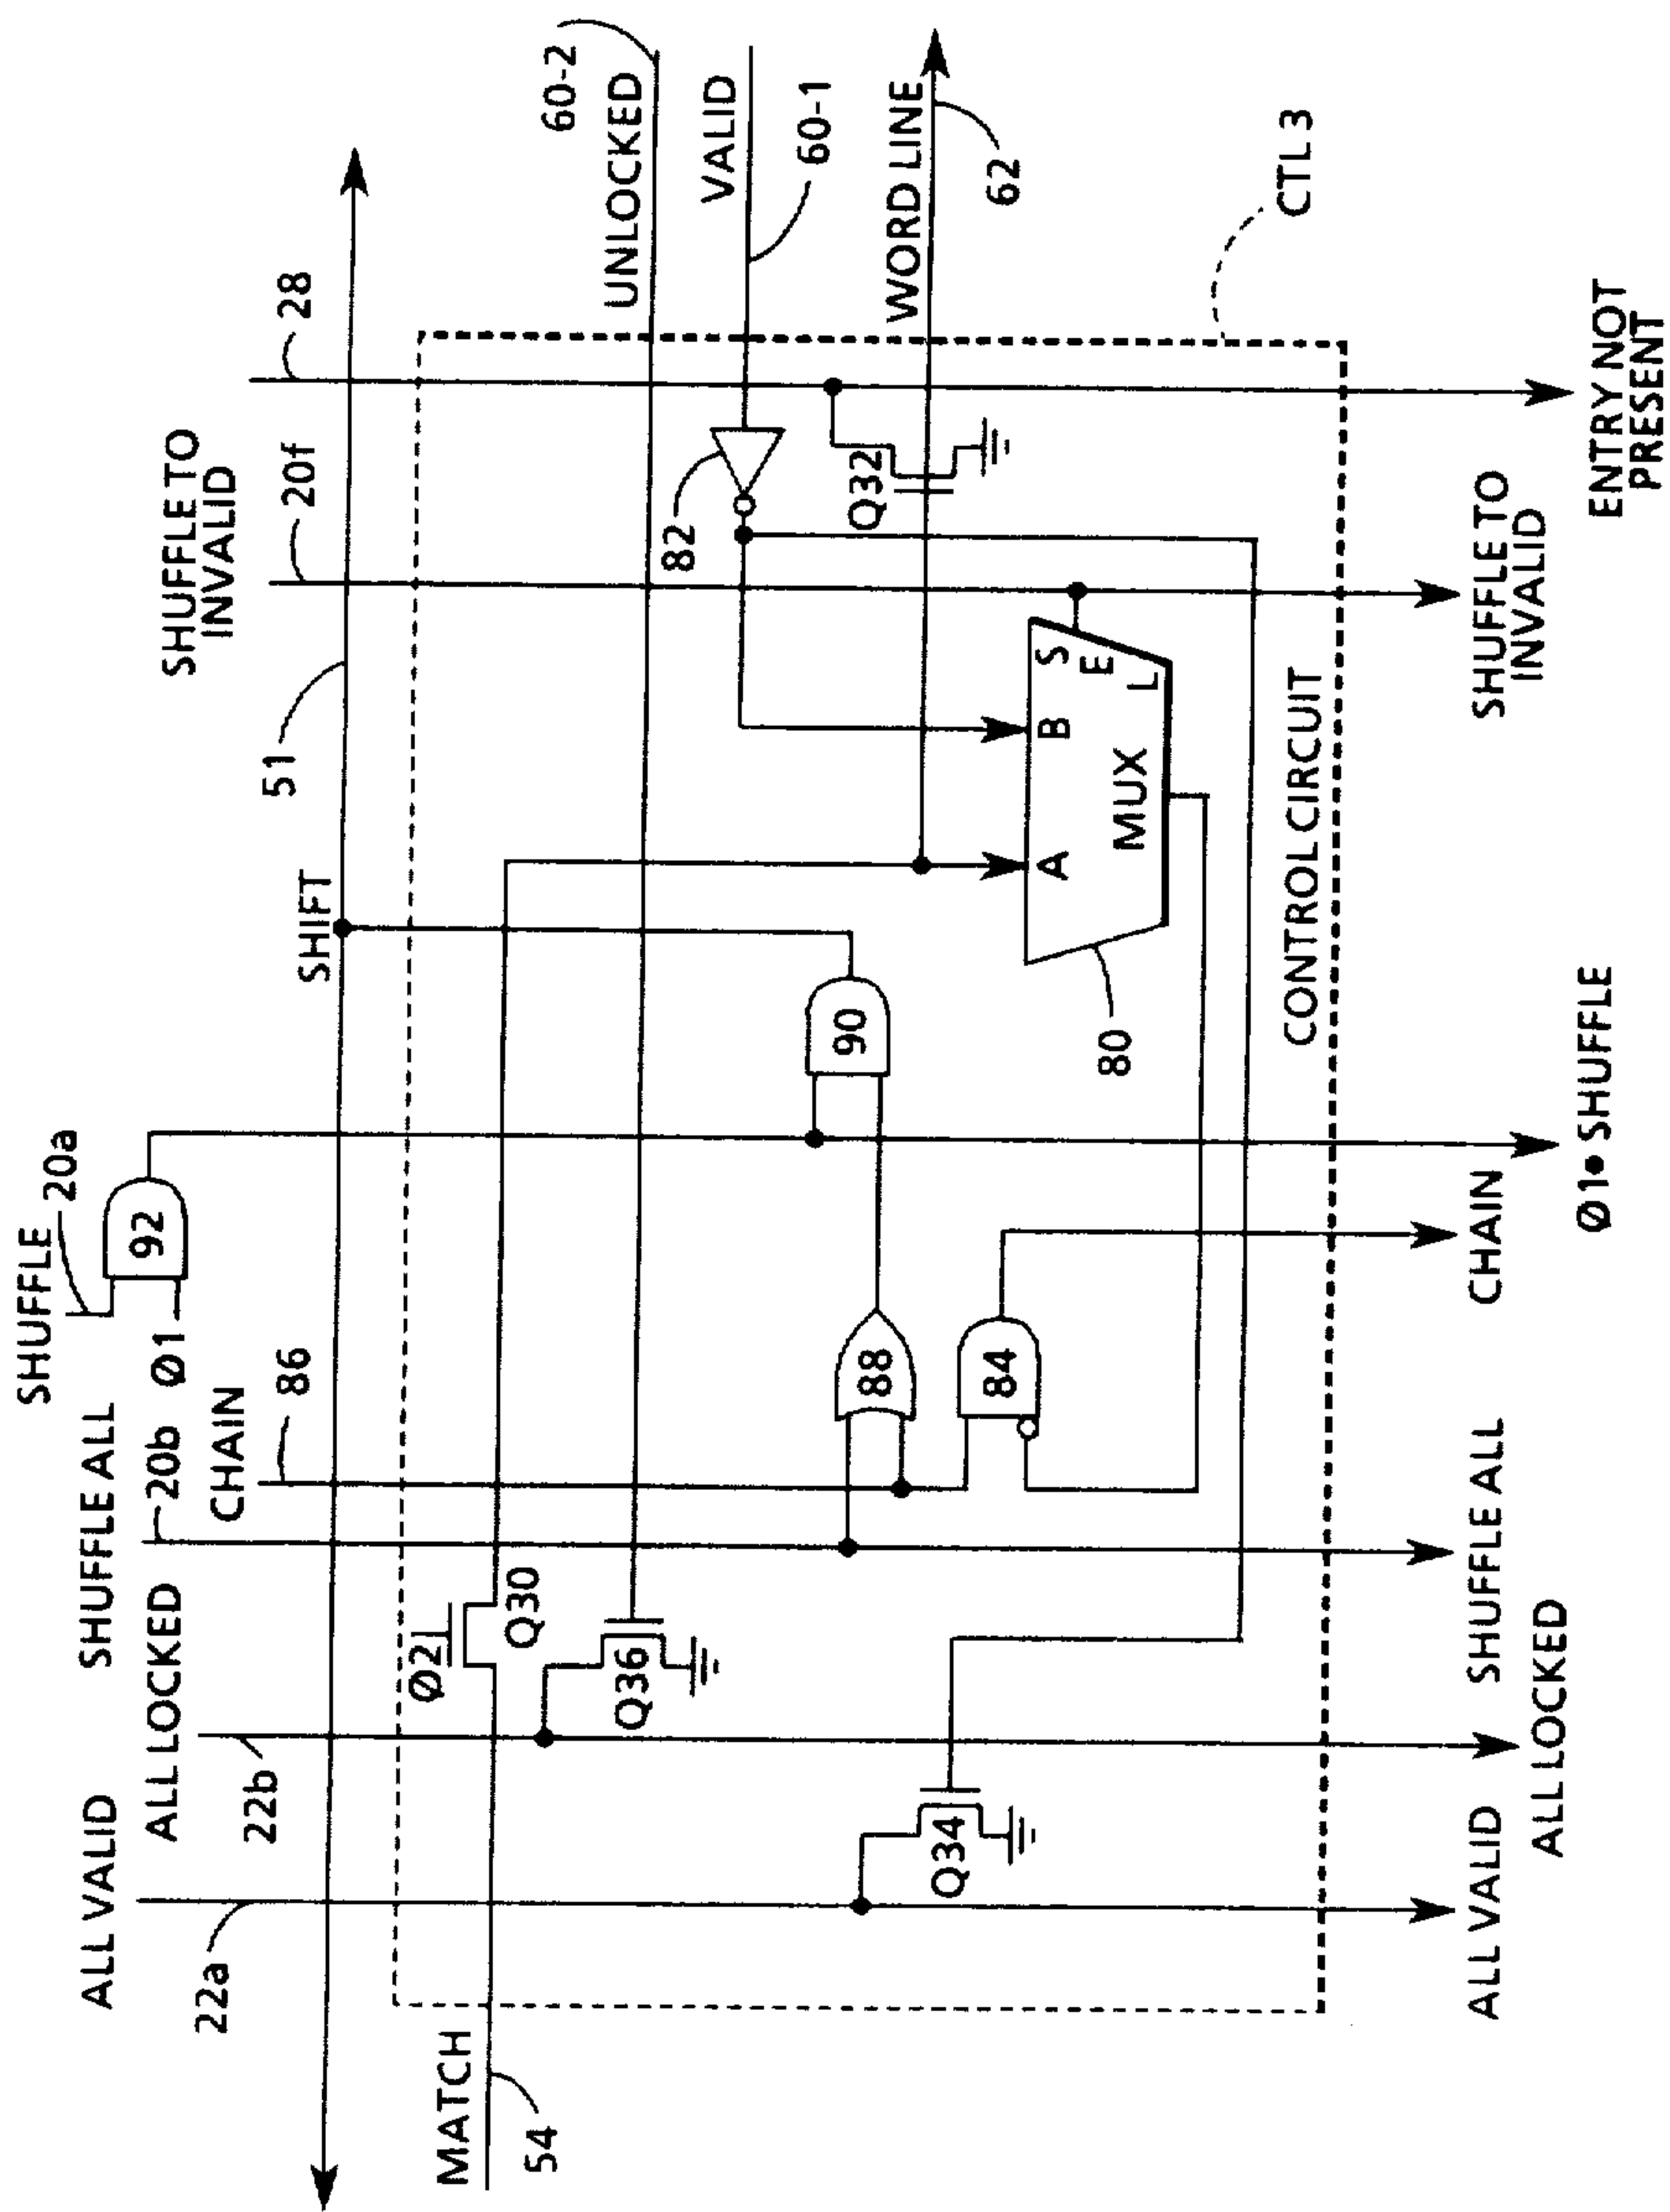 SHUFFLE
20a
92
SHUFFLE ALL
20b
Ø1
ALL VALID
ALL LOCKED
CHAIN
86
22a
22b
SHUFFLE TO
INVALID
20f
28
51
SHIFT
60-2
UNLOCKED
VALID
60-1
WORD LINE
62
CTL 3
MATCH
54
Ø2
Q30
Q36
Q34
88
84
90
82
Q32
A
B
S
E
L
MUX
80
CONTROL CIRCUIT
ALL VALID
ALL LOCKED
SHUFFLE ALL
CHAIN
Ø1• SHUFFLE
SHUFFLE TO
INVALID
ENTRY NOT
PRESENT